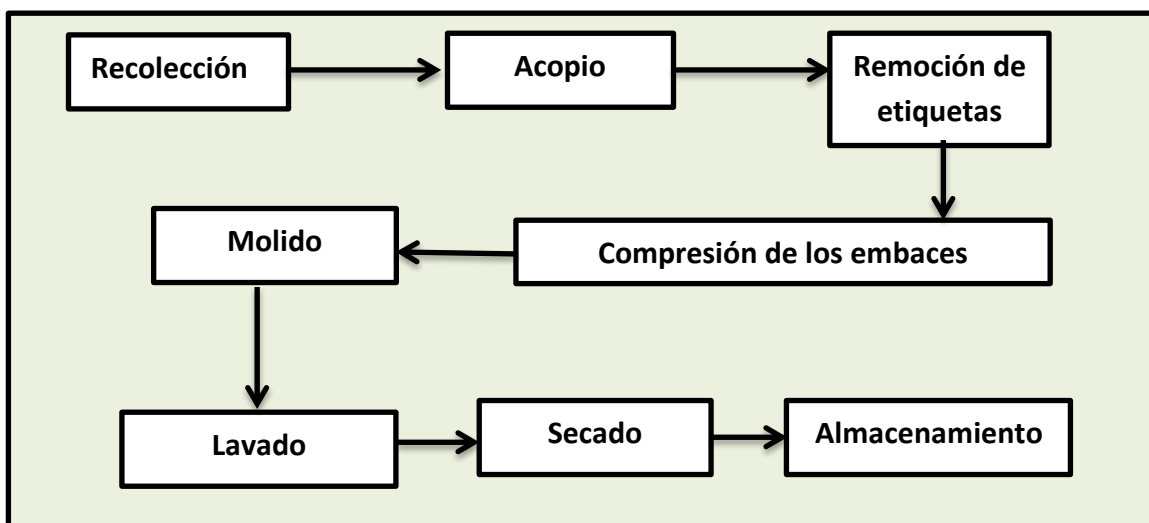 Recolección
Acopio
Remoción de
etiquetas
Compresión de los embaces
Molido
Lavado
Secado
Almacenamiento